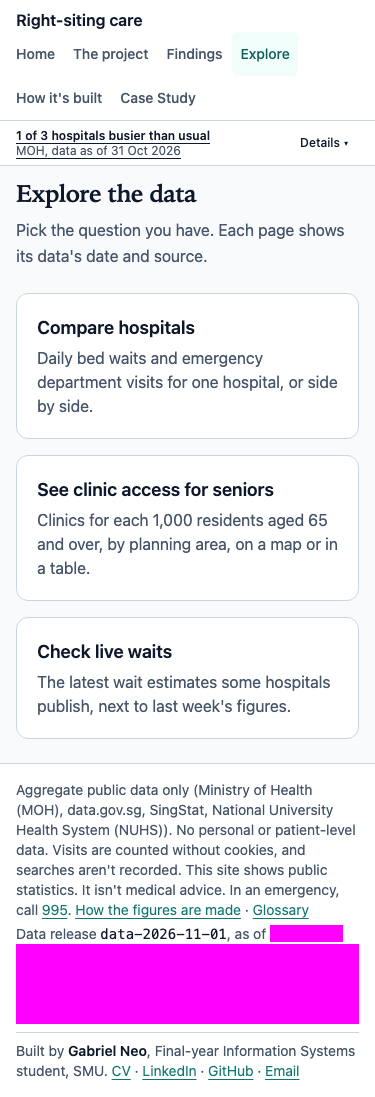 Right-siting care
Home The project Findings Explore
How it's built Case Study
1 of 3 hospitals busier than usual
MOH, data as of 31 Oct 2026
Details ▾
Explore the data
Pick the question you have. Each page shows
its data's date and source.
Compare hospitals
Daily bed waits and emergency
department visits for one hospital, or side
by side.
See clinic access for seniors
Clinics for each 1,000 residents aged 65
and over, by planning area, on a map or in
a table.
Check live waits
The latest wait estimates some hospitals
publish, next to last week's figures.
Aggregate public data only (Ministry of Health
(MOH), data.gov.sg, SingStat, National University
Health System (NUHS)). No personal or patient-level
data. Visits are counted without cookies, and
searches aren't recorded. This site shows public
statistics. It isn't medical advice. In an emergency,
call 995. How the figures are made · Glossary
Data release data-2026-11-01, as of
Built by Gabriel Neo, Final-year Information Systems
student, SMU. CV · LinkedIn · GitHub · Email